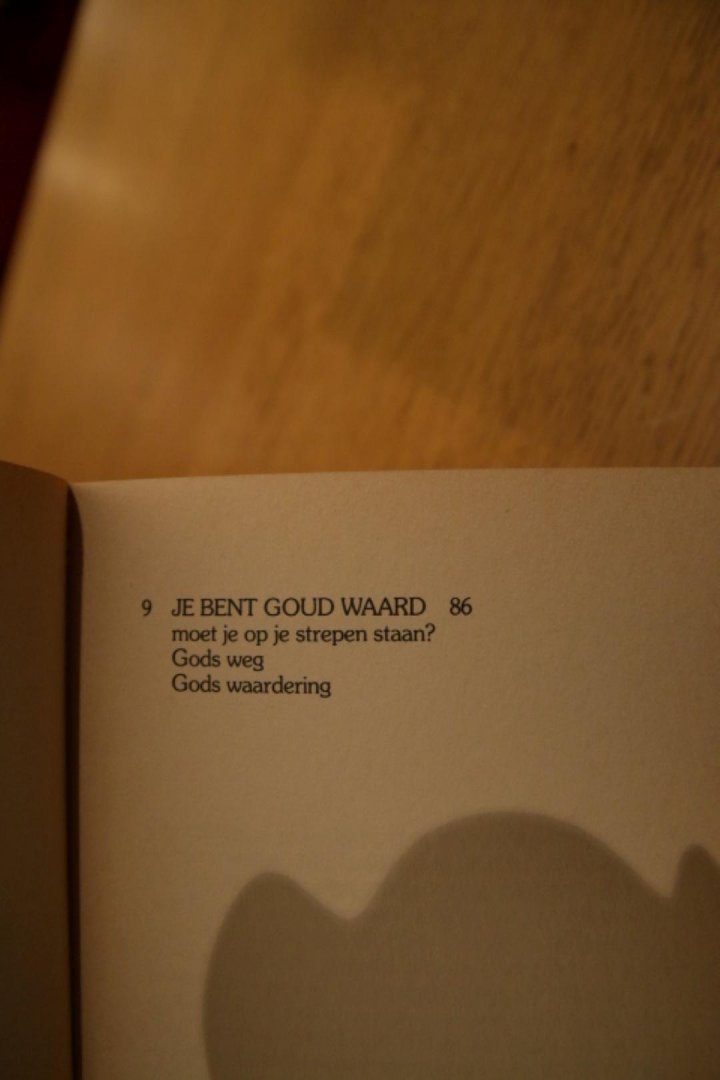 9 JE BENT GOUD WAARD 86
moet je op je strepen staan?
Gods weg
Gods waardering